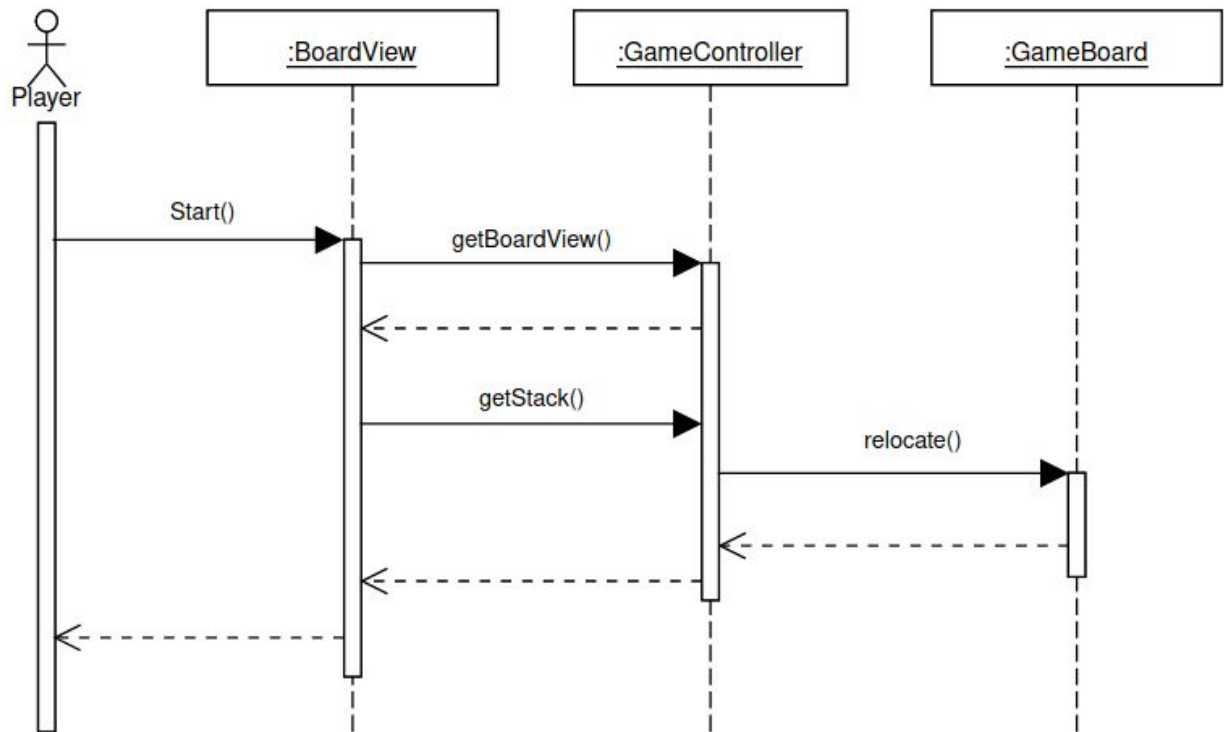 :BoardView
:GameController
:GameBoard
Player
Start()
getBoardView()
getStack()
relocate()